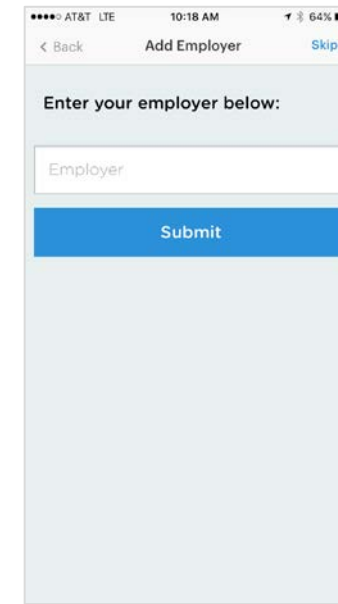 AT&T LTE 10:18 AM 64%
< Back Add Employer Skip
Enter your employer below:
Employer
Submit